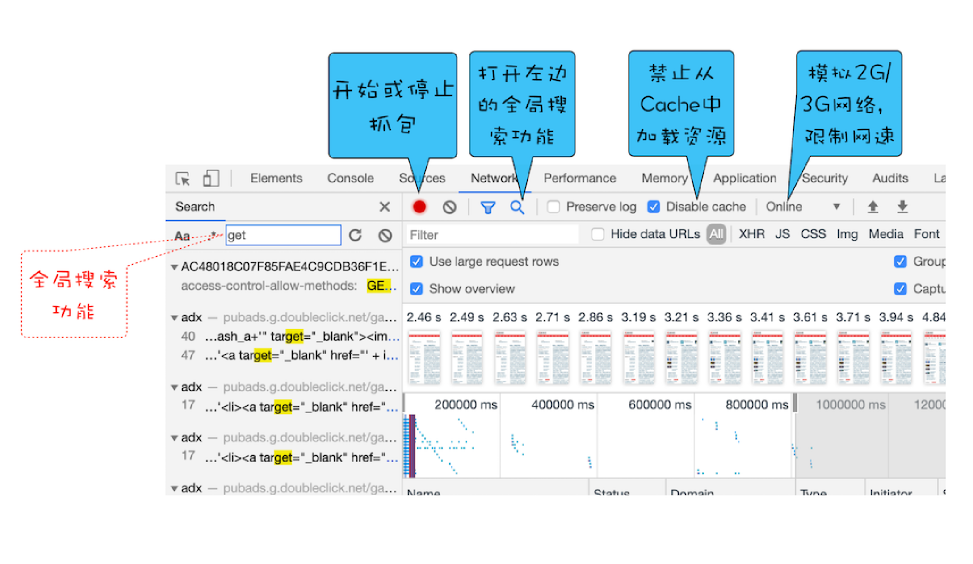 开始或停止
抓包
打开左边
的全局搜
索功能
禁止从
Cache中
加载资源
模拟2G/
3G网络,
限制网速
Elements Console Sources Network Performance Memory Application Security Audits
Search
Preserve log Disable cache Online
Aa .* get
Filter Hide data URLs All XHR JS CSS Img Media Font
全局搜索
功能
AC48018C07F85FAE4C9CDB36F1E...
access-control-allow-methods: GE...
Use large request rows Group
Show overview Captu
adx — pubads.g.doubleclick.net/ga...
40 ...ash_a+'" target="_blank"><im...
47 ...'<a target="_blank" href="' + i...
2.46 s 2.49 s 2.63 s 2.71 s 2.86 s 3.19 s 3.21 s 3.36 s 3.41 s 3.61 s 3.71 s 3.94 s 4.84
adx — pubads.g.doubleclick.net/ga...
17 ...'<li><a target="_blank" href="...
200000 ms 400000 ms 600000 ms 800000 ms 1000000 ms 12000
adx — pubads.g.doubleclick.net/ga...
17 ...'<li><a target="_blank" href="...
adx — pubads.g.doubleclick.net/ga...
Name Status Domain Type Initiator